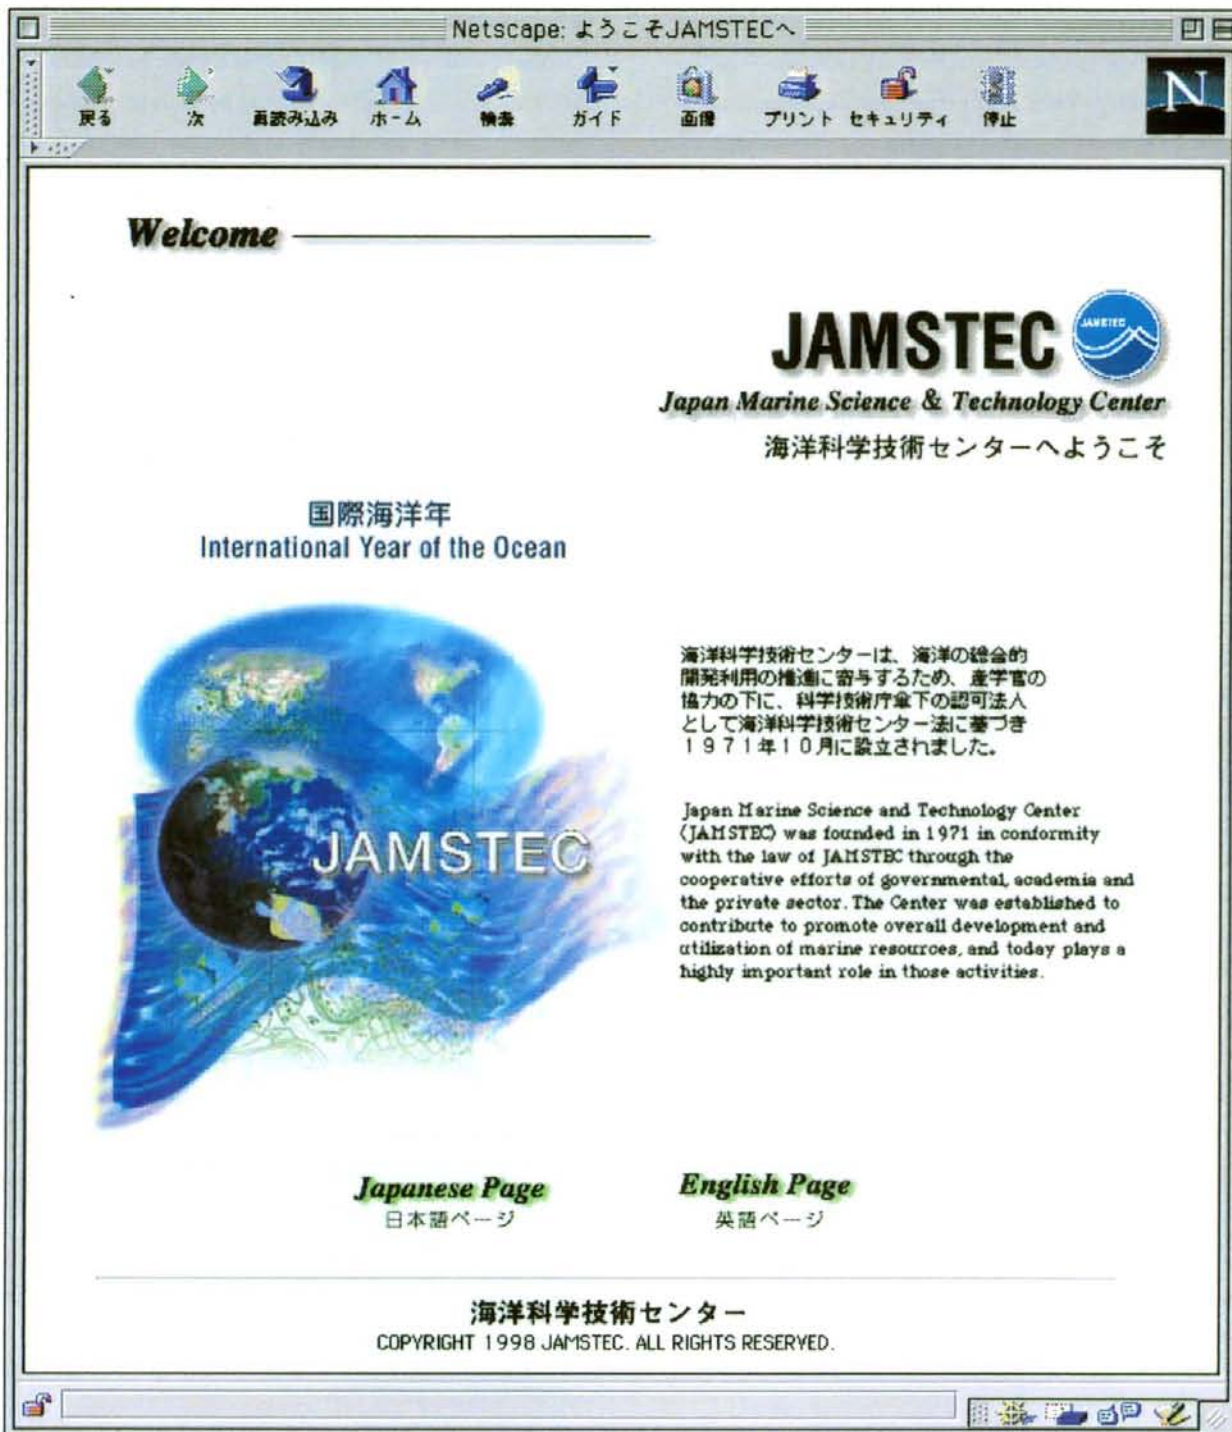 Netscape: ようこそJAMSTECへ
戻る 次 再読み込み ホーム 検索 ガイド 画像 プリント セキュリティ 停止
N
Welcome
JAMSTEC
JAMSTEC
Japan Marine Science & Technology Center
海洋科学技術センターへようこそ
国際海洋年
International Year of the Ocean
JAMSTEC
海洋科学技術センターは、海洋の総合的
開発利用の推進に寄与するため、産学官の
協力の下に、科学技術庁傘下の認可法人
として海洋科学技術センター法に基づき
1971年10月に設立されました。
Japan Marine Science and Technology Center
(JAMSTEC) was founded in 1971 in conformity
with the law of JAMSTEC through the
cooperative efforts of governmental, academia and
the private sector. The Center was established to
contribute to promote overall development and
utilization of marine resources, and today plays a
highly important role in those activities.
Japanese Page
日本語ページ
English Page
英語ページ
海洋科学技術センター
COPYRIGHT 1998 JAMSTEC. ALL RIGHTS RESERVED.